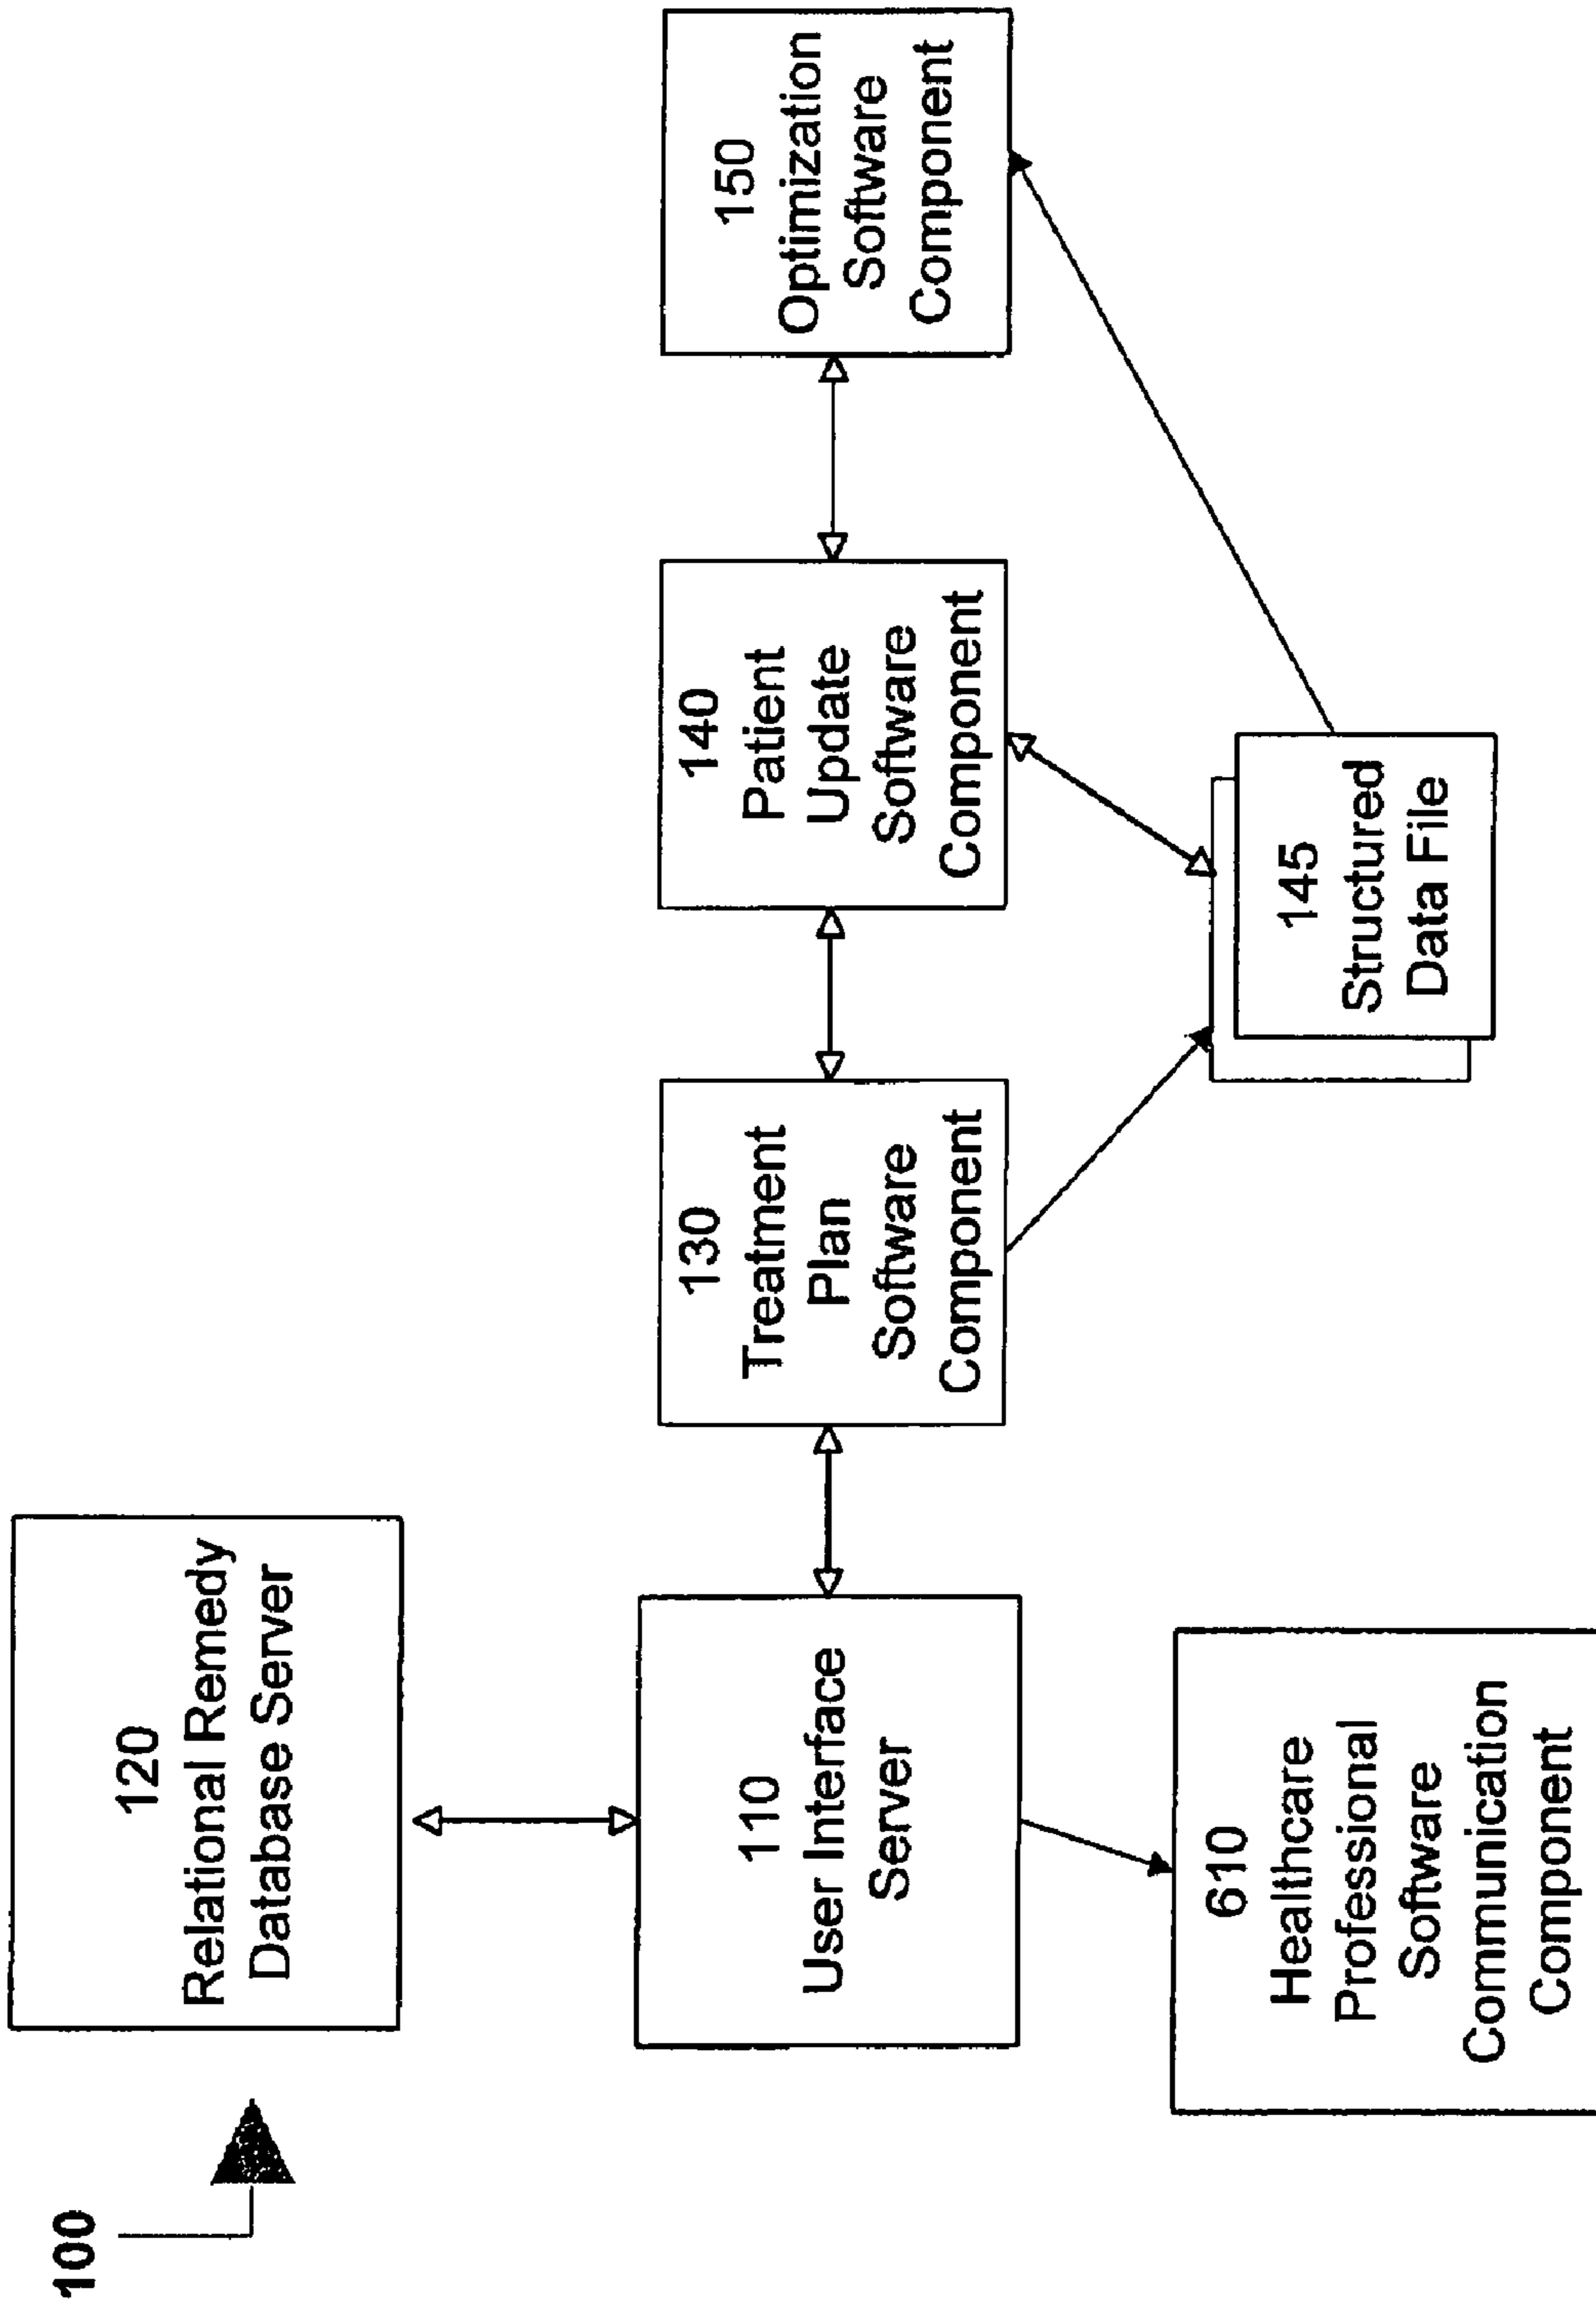 100
120
Relational Remedy
Database Server
110
User Interface
Server
610
Healthcare
Professional
Software
Communication
Component
130
Treatment
Plan
Software
Component
140
Patient
Update
Software
Component
145
Structured
Data File
150
Optimization
Software
Component